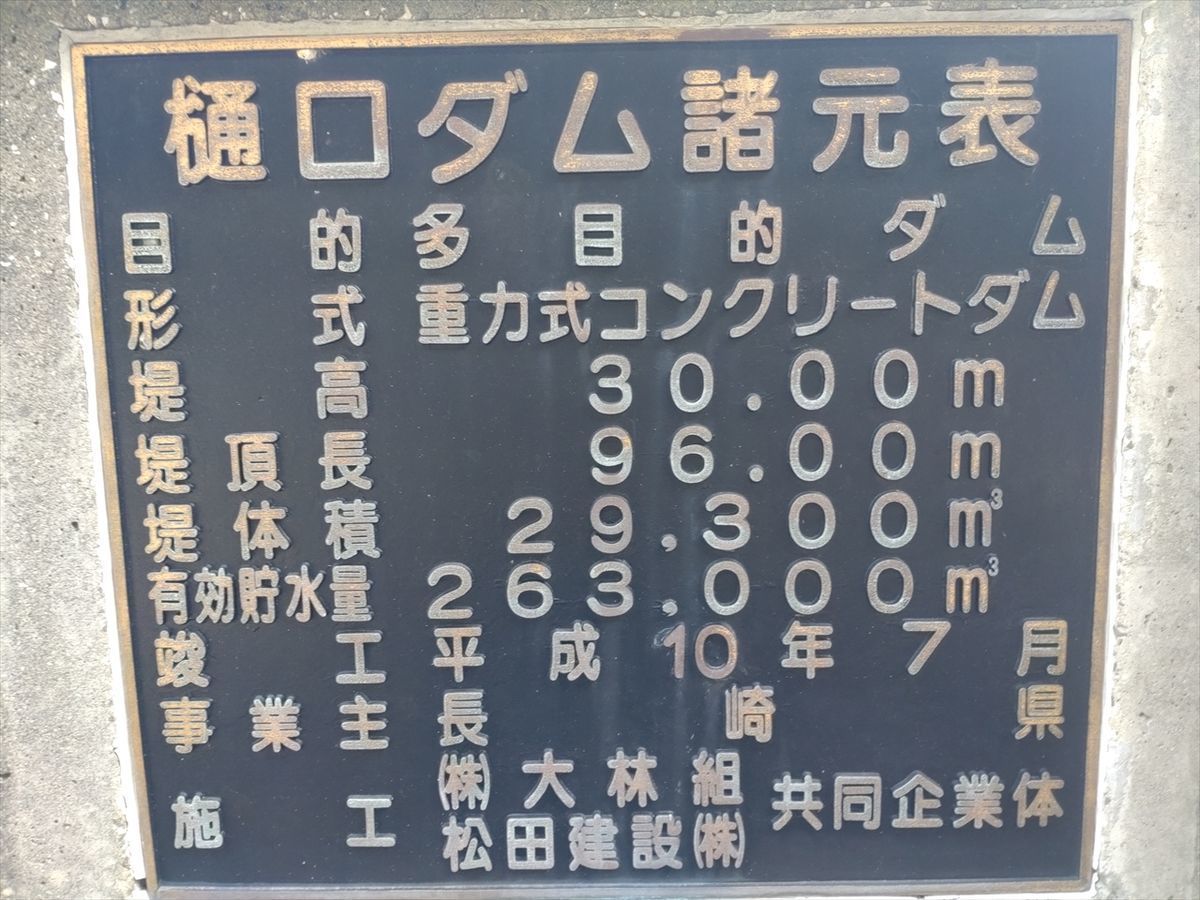 樋口ダム諸元表
目的 多目的ダム
形式 重力式コンクリートダム
堤高 30.00m
堤頂長 96.00m
堤体積 29,300m³
有効貯水量 263,000m³
竣工 平成10年7月
事業主 長崎県
施工 ㈱大林組 松田建設㈱ 共同企業体